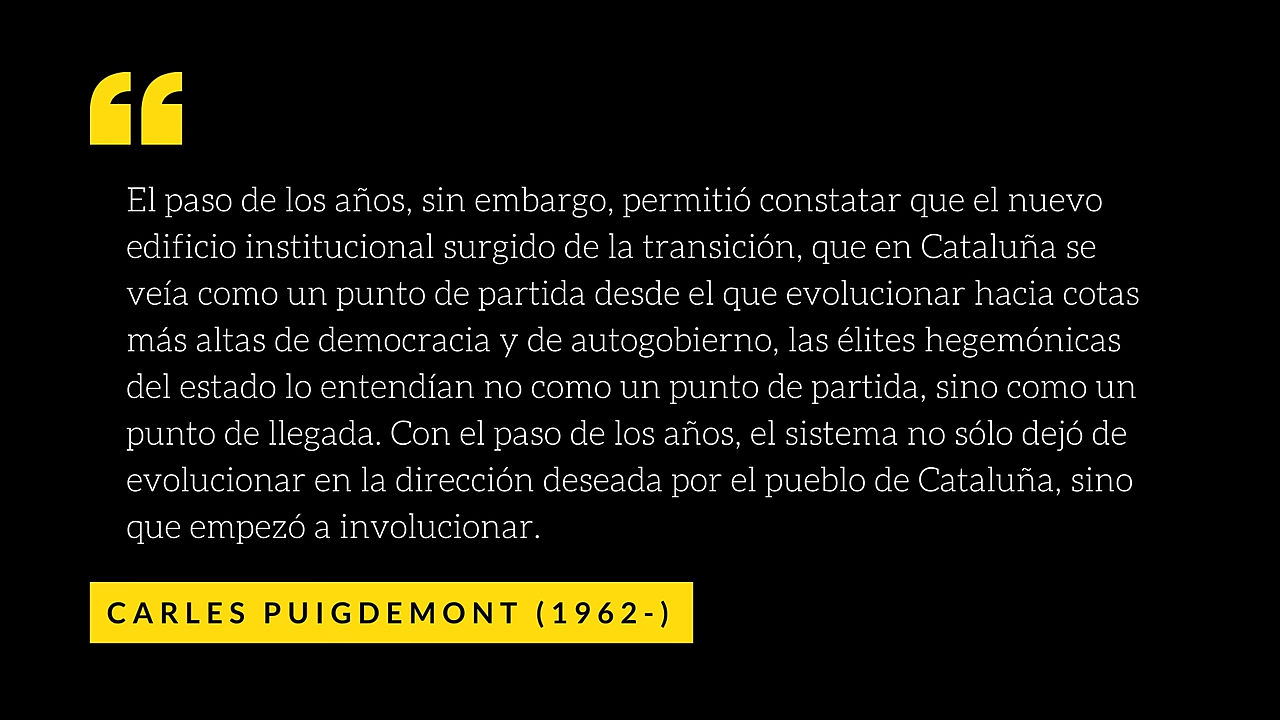 “
El paso de los años, sin embargo, permitió constatar que el nuevo
edificio institucional surgido de la transición, que en Cataluña se
veía como un punto de partida desde el que evolucionar hacia cotas
más altas de democracia y de autogobierno, las élites hegemónicas
del estado lo entendían no como un punto de partida, sino como un
punto de llegada. Con el paso de los años, el sistema no sólo dejó de
evolucionar en la dirección deseada por el pueblo de Cataluña, sino
que empezó a involucionar.
CARLES PUIGDEMONT (1962-)